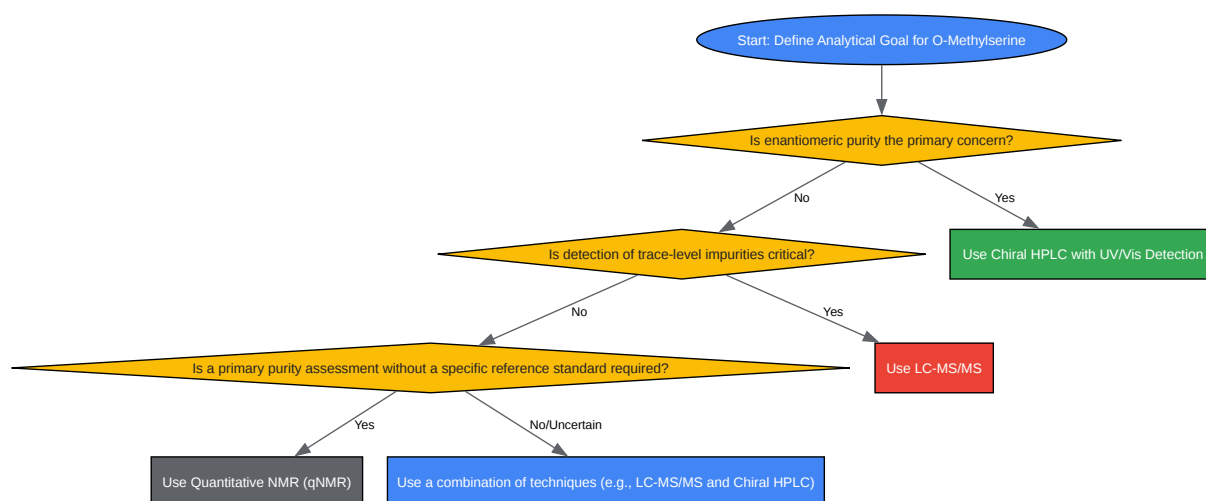 Start: Define Analytical Goal for O-Methylserine
Is enantiomeric purity the primary concern?
No
Yes
Is detection of trace-level impurities critical?
Use Chiral HPLC with UV/Vis Detection
No
Yes
Is a primary purity assessment without a specific reference standard required?
Use LC-MS/MS
Yes
No/Uncertain
Use Quantitative NMR (qNMR)
Use a combination of techniques (e.g., LC-MS/MS and Chiral HPLC)